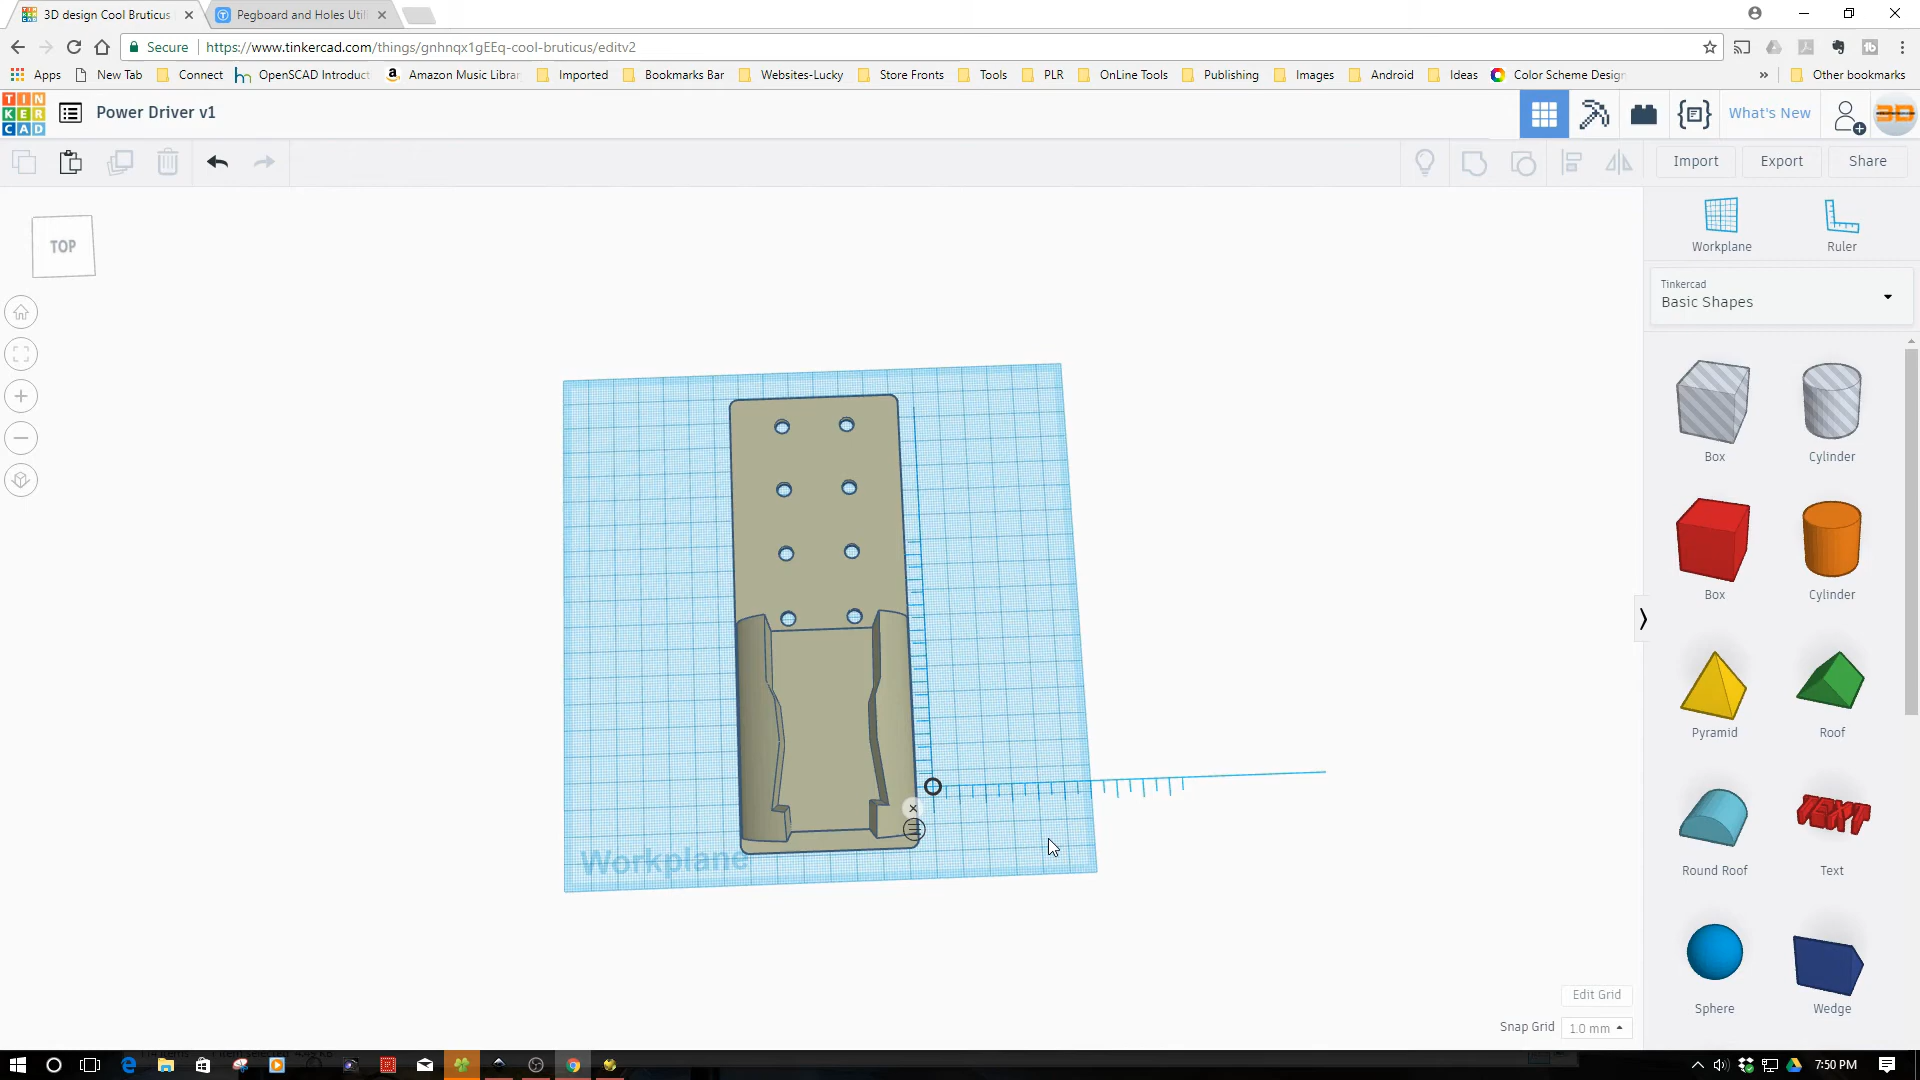 3D design Cool Bruticus
Pegboard and Holes Util
Secure
https://www.tinkercad.com/things/gnhnqx1gEEq-cool-bruticus/editv2
Apps
New Tab
Connect
OpenSCAD Introduct
Amazon Music Librar
Imported
Bookmarks Bar
Websites-Lucky
Store Fronts
Tools
PLR
OnLine Tools
Publishing
Images
Android
Ideas
Color Scheme Design
»
Other bookmarks
TIN
KER
CAD
Power Driver v1
What's New
3D
Import
Export
Share
TOP
Workplane
Ruler
Tinkercad
Basic Shapes
Box
Cylinder
Box
Cylinder
Pyramid
Roof
TEXT
Round Roof
Text
Sphere
Wedge
Workplane
Edit Grid
Snap Grid
1.0 mm
7:50 PM